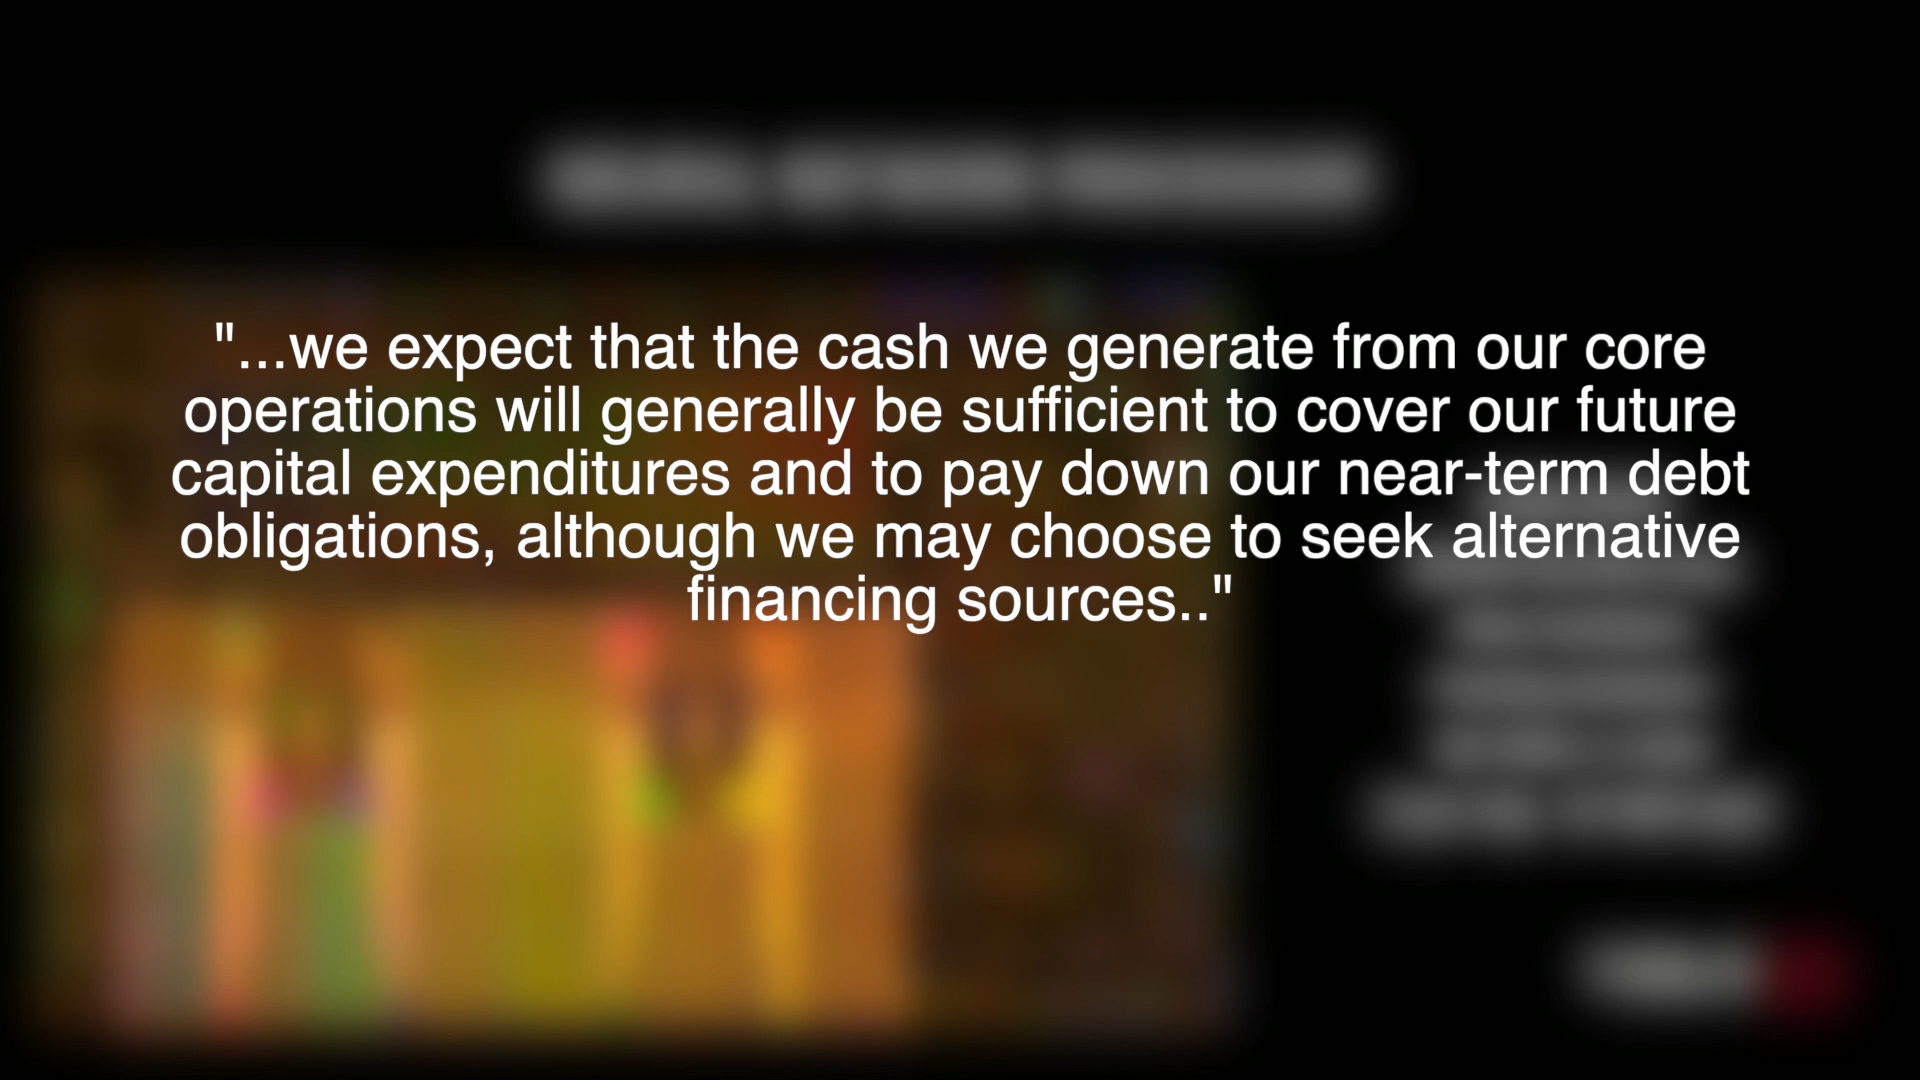 "...we expect that the cash we generate from our core
operations will generally be sufficient to cover our future
capital expenditures and to pay down our near-term debt
obligations, although we may choose to seek alternative
financing sources.."